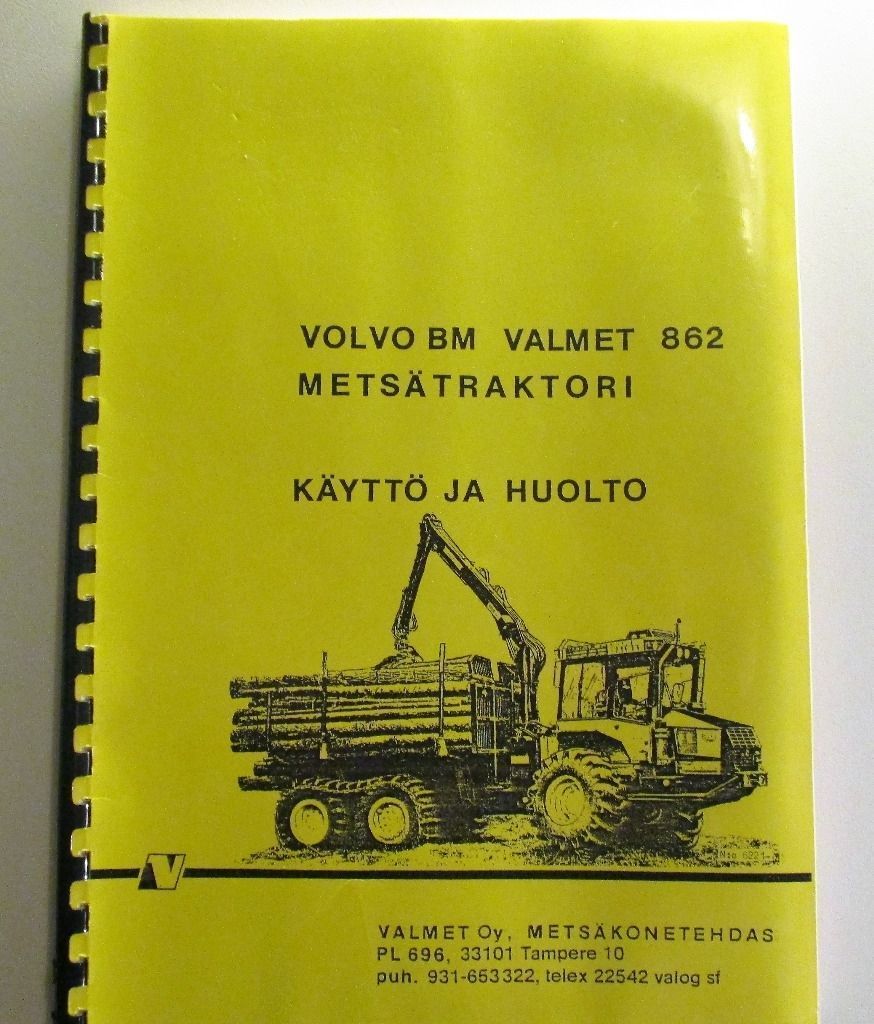 VOLVO BM VALMET 862
METSÄTRAKTORI
KÄYTTÖ JA HUOLTO
N:o 6221
V
VALMET Oy, METSÄKONETEHDAS
PL 696, 33101 Tampere 10
puh. 931-653322, telex 22542 valog sf